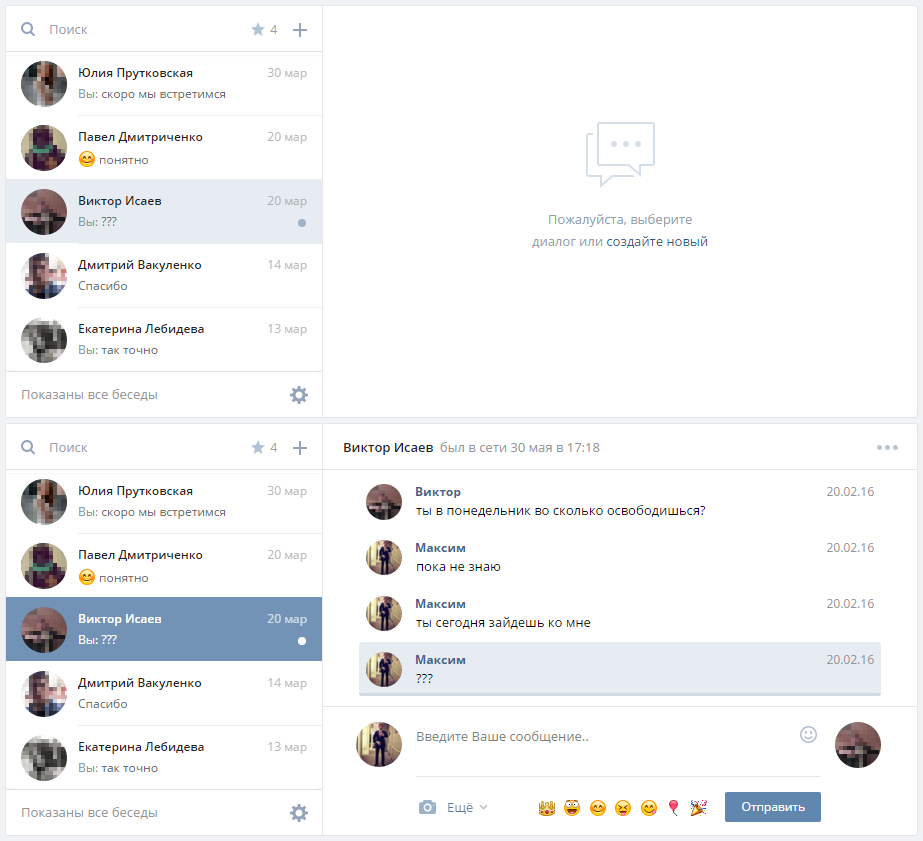 Поиск
4
Юлия Прутковская
30 мар
Вы: скоро мы встретимся
Павел Дмитриченко
20 мар
понятно
Виктор Исаев
20 мар
Вы: ???
Дмитрий Вакуленко
14 мар
Спасибо
Екатерина Лебидева
13 мар
Вы: так точно
Показаны все беседы
Пожалуйста, выберите
диалог или создайте новый
Поиск
4
Юлия Прутковская
30 мар
Вы: скоро мы встретимся
Павел Дмитриченко
20 мар
понятно
Виктор Исаев
20 мар
Вы: ???
Дмитрий Вакуленко
14 мар
Спасибо
Екатерина Лебидева
13 мар
Вы: так точно
Показаны все беседы
Виктор Исаев был в сети 30 мая в 17:18
Виктор
20.02.16
ты в понедельник во сколько освободишься?
Максим
20.02.16
пока не знаю
Максим
20.02.16
ты сегодня зайдешь ко мне
Максим
20.02.16
???
Введите Ваше сообщение..
Ещё
Отправить